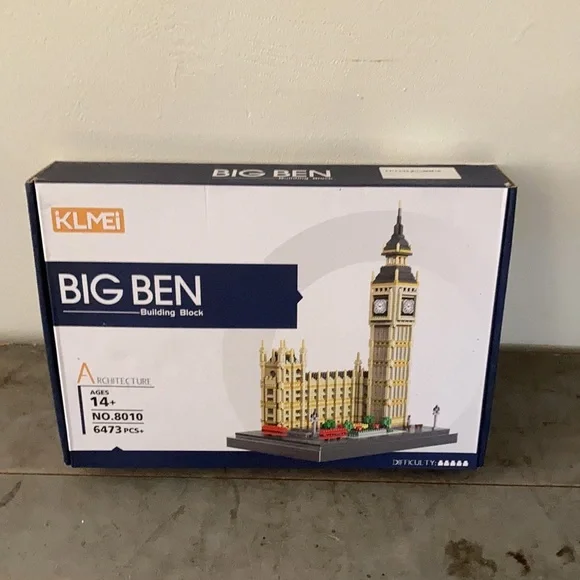 BIG BEN
Building Block
KLMEi
BIG BEN
Building Block
ARCHITECTURE
AGES
14+
NO.8010
6473 PCS+
DIFFICULTY: